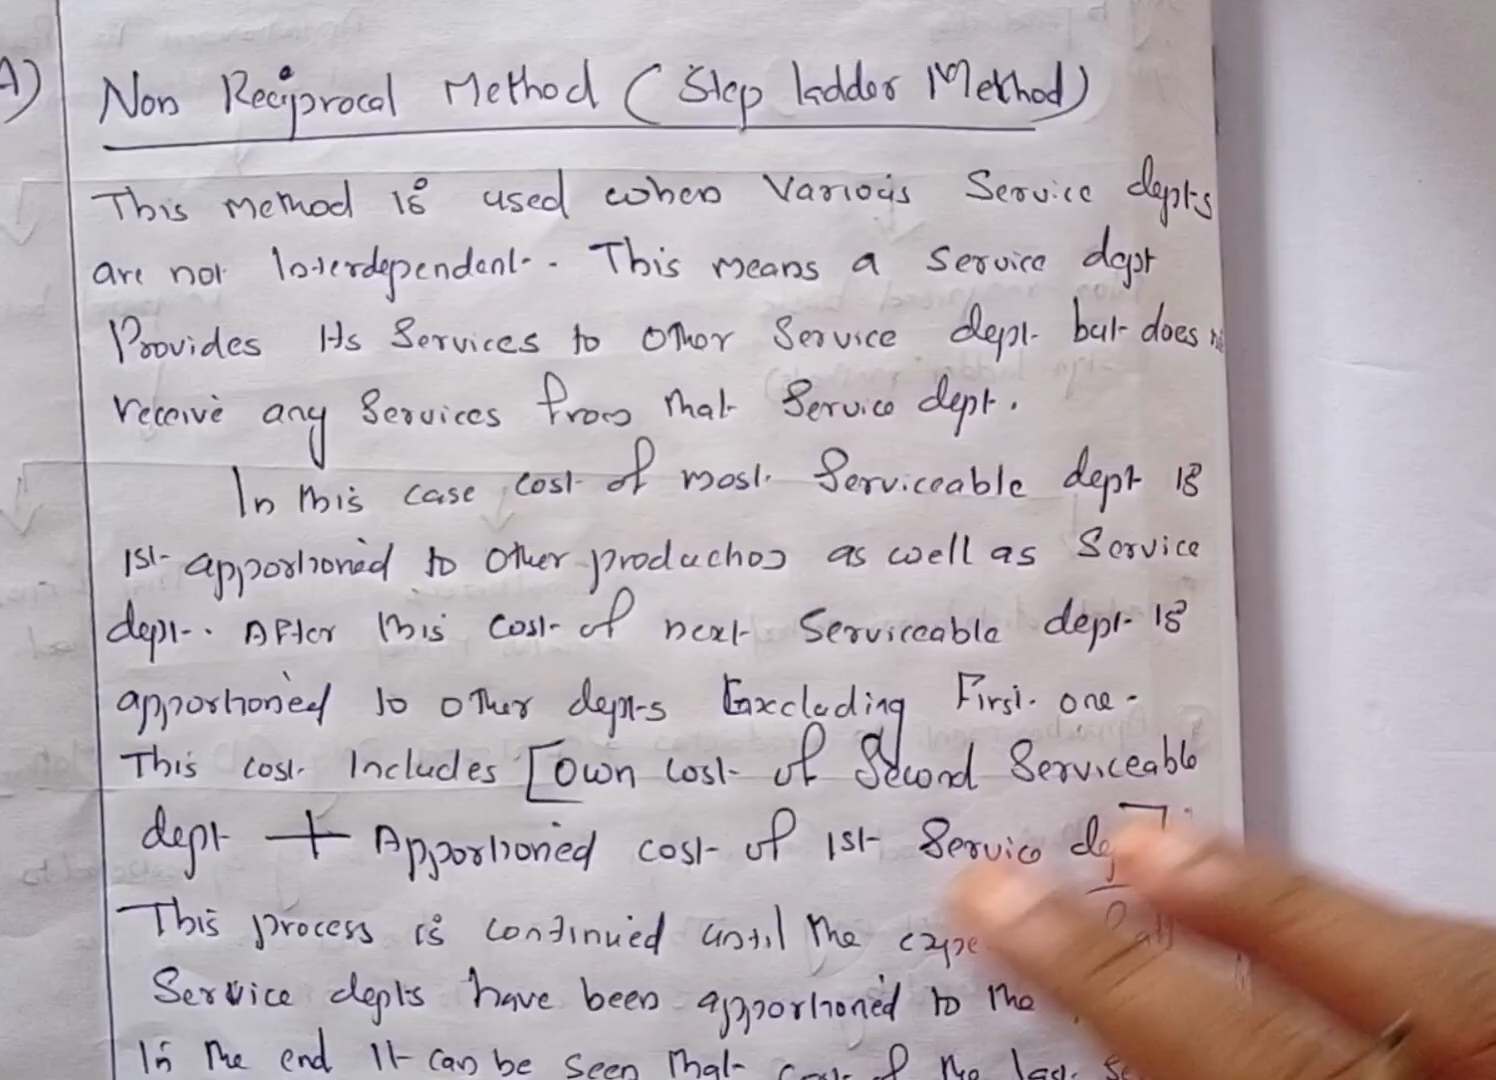 A)
Non Reciprocal Method (Step ladder Method)
This method is used when Various Service depts
are not Interdependent. This means a service dept
Provides Its Services to other Service dept. but does
receive any Services from that Service dept.
In this case cost of most Serviceable dept is
1st apportioned to other production as well as Service
dept. After this cost of next Serviceable dept is
apportioned to other depts Excluding First one.
This cost Includes [Own cost of Second Serviceable
dept + Apportioned cost of 1st Service
This process is continued until the
Service depts have been apportioned to the
In the end It can be seen that cost of the last